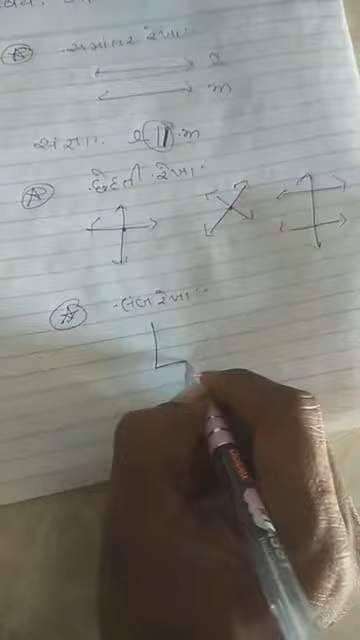 સમાંતર રેખા:-
l
m
સંજ્ઞા:- l || m
છેદતી રેખા:-
લંબ રેખા:-